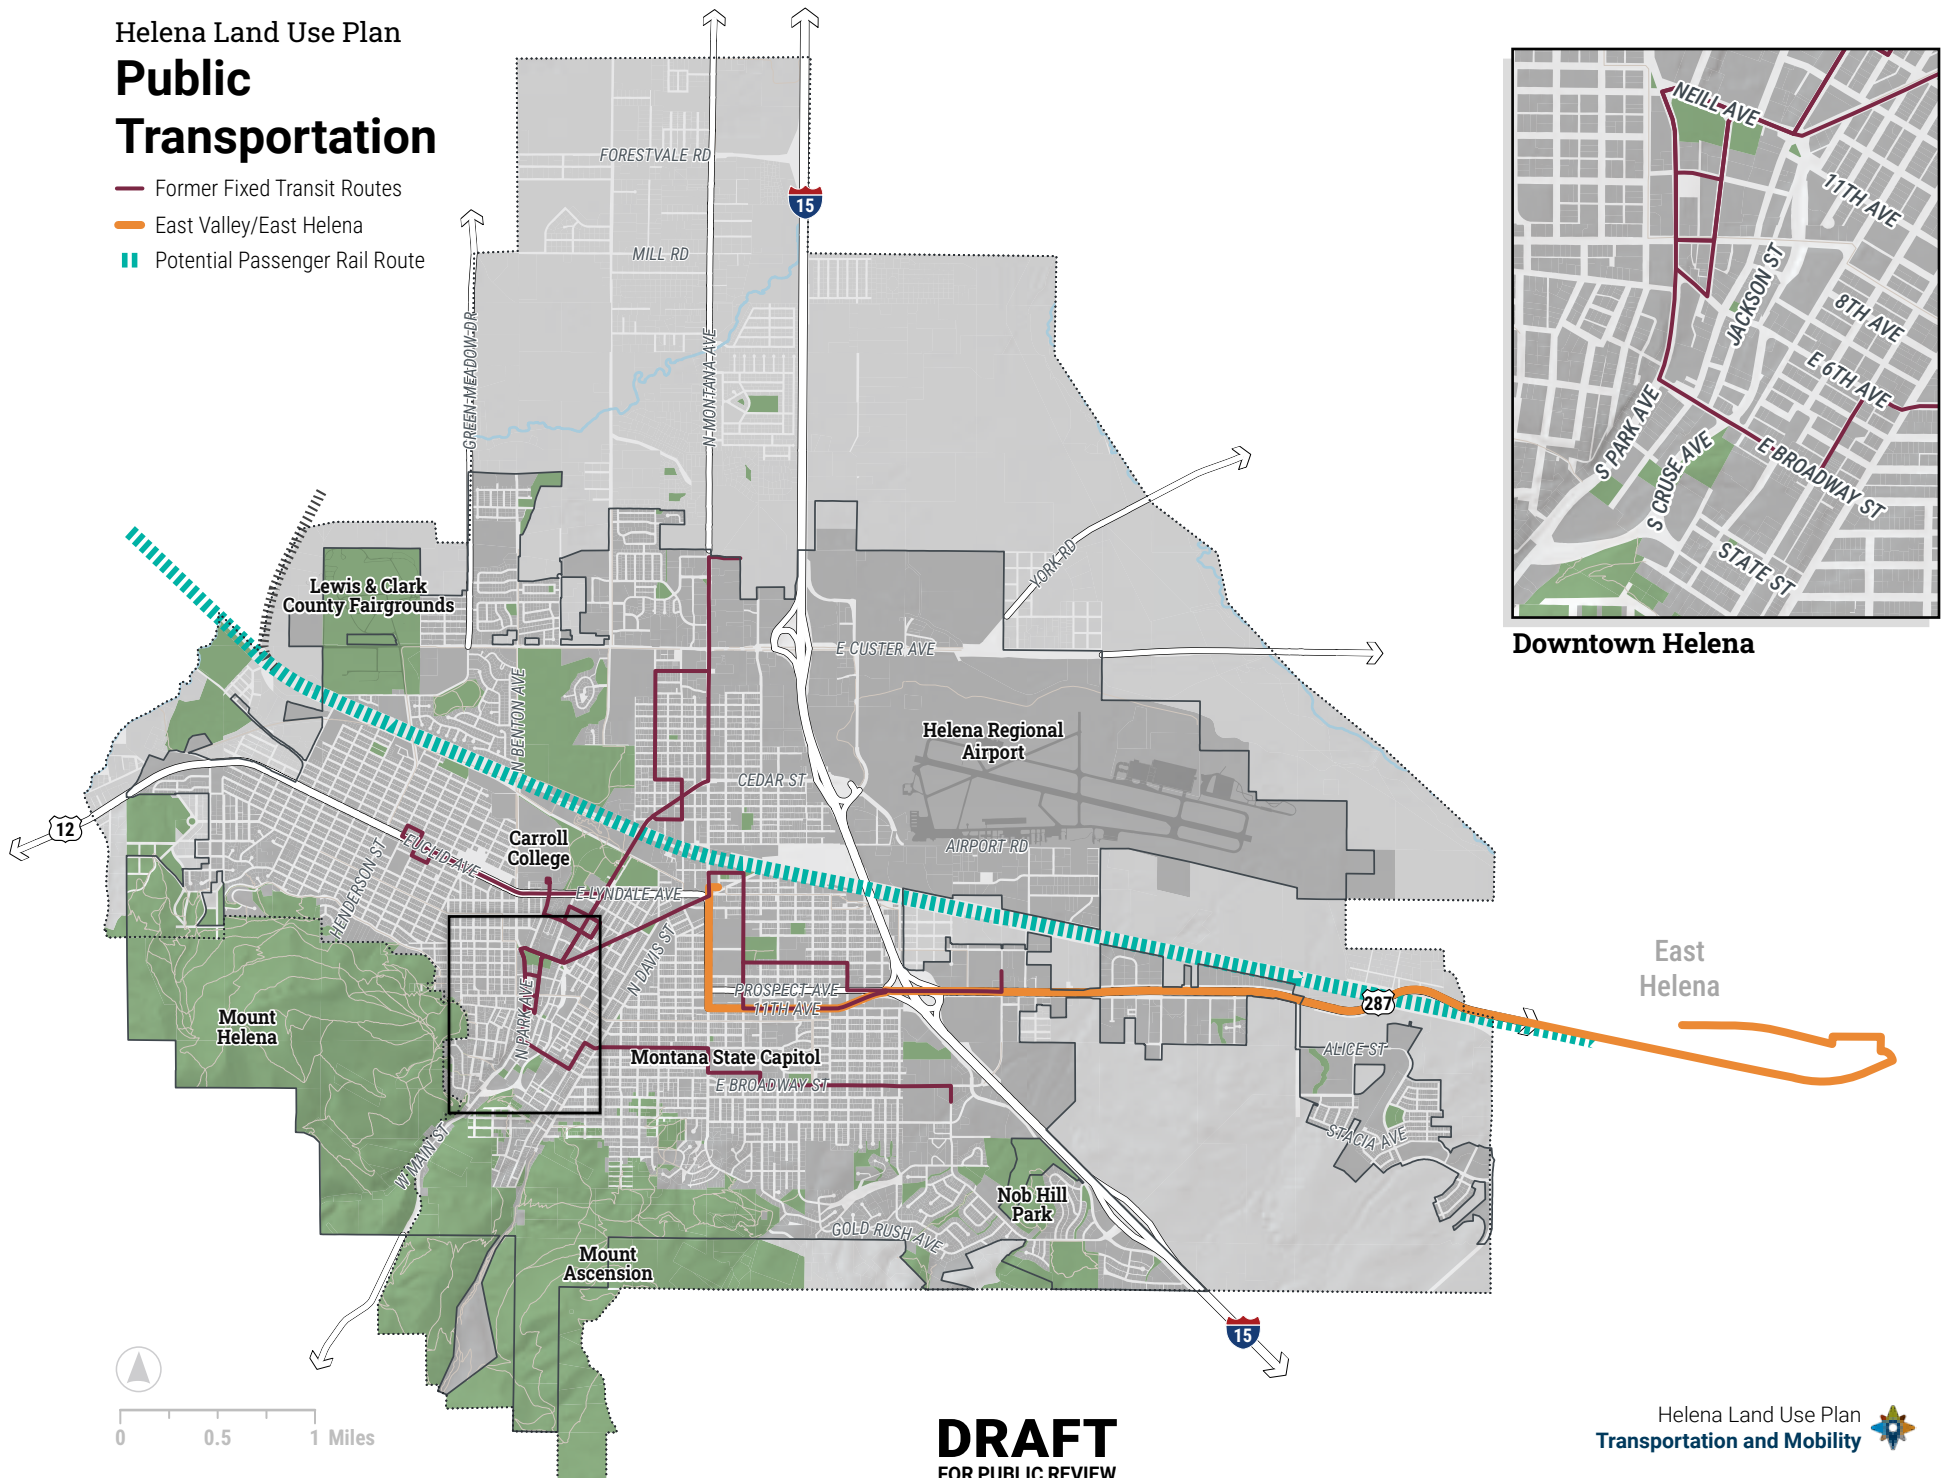 Helena Land Use Plan
Public
Transportation
Former Fixed Transit Routes
East Valley/East Helena
Potential Passenger Rail Route
FORESTVALE RD
15
MILL RD
GREEN MEADOW DR
N MONTANA AVE
YORK RD
Lewis & Clark
County Fairgrounds
E CUSTER AVE
N BENTON AVE
Helena Regional
Airport
CEDAR ST
12
Carroll
College
AIRPORT RD
EUCLID AVE
HENDERSON ST
E LYNDALE AVE
N DAVIS ST
East
Helena
PROSPECT AVE
11TH AVE
287
N PARK AVE
Mount
Helena
Montana State Capitol
ALICE ST
E BROADWAY ST
STACIA AVE
W MAIN ST
Nob Hill
Park
GOLD RUSH AVE
Mount
Ascension
15
NEILL AVE
11TH AVE
JACKSON ST
8TH AVE
E 6TH AVE
S PARK AVE
S CRUSE AVE
E BROADWAY ST
STATE ST
Downtown Helena
0 0.5 1 Miles
DRAFT
FOR PUBLIC REVIEW
Helena Land Use Plan
Transportation and Mobility